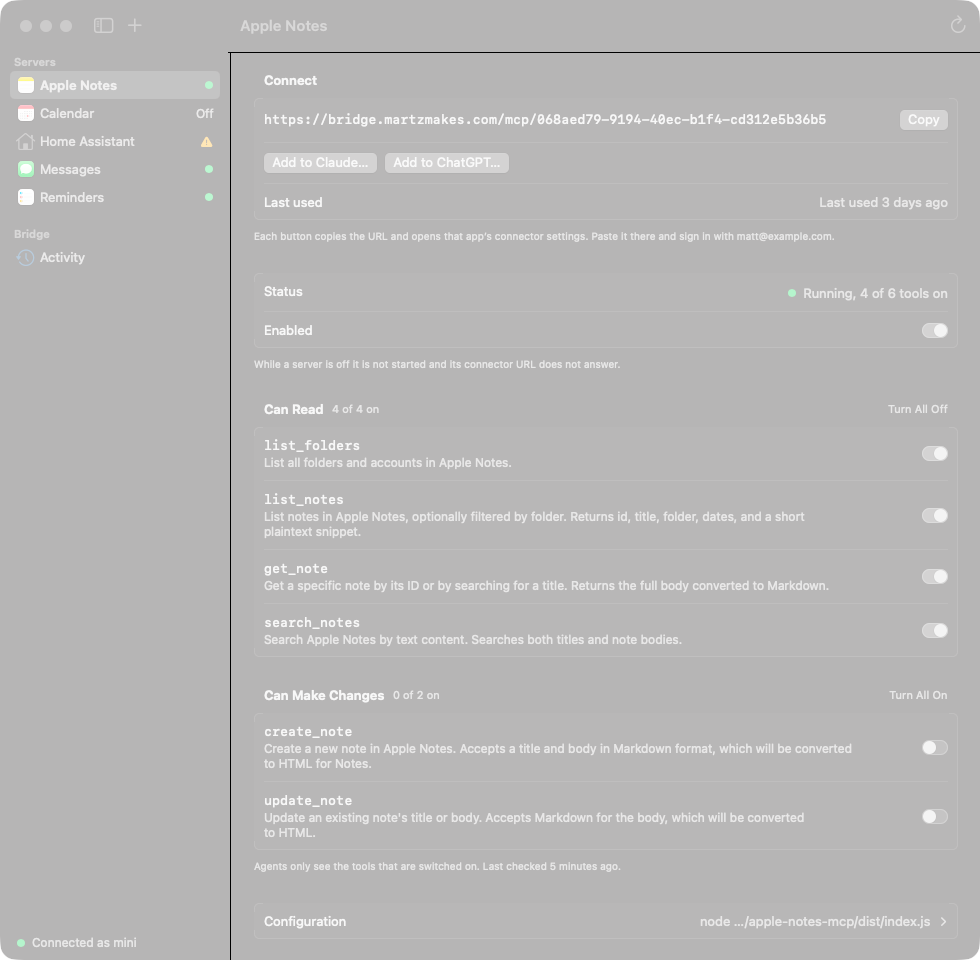 Apple Notes
Servers
Apple Notes
Calendar Off
Home Assistant
Messages
Reminders
Bridge
Activity
Connected as mini
Connect
https://bridge.martzmakes.com/mcp/068aed79-9194-40ec-b1f4-cd312e5b36b5 Copy
Add to Claude... Add to ChatGPT...
Last used Last used 3 days ago
Each button copies the URL and opens that app's connector settings. Paste it there and sign in with matt@example.com.
Status Running, 4 of 6 tools on
Enabled
While a server is off it is not started and its connector URL does not answer.
Can Read 4 of 4 on Turn All Off
list_folders
List all folders and accounts in Apple Notes.
list_notes
List notes in Apple Notes, optionally filtered by folder. Returns id, title, folder, dates, and a short
plaintext snippet.
get_note
Get a specific note by its ID or by searching for a title. Returns the full body converted to Markdown.
search_notes
Search Apple Notes by text content. Searches both titles and note bodies.
Can Make Changes 0 of 2 on Turn All On
create_note
Create a new note in Apple Notes. Accepts a title and body in Markdown format, which will be converted
to HTML for Notes.
update_note
Update an existing note's title or body. Accepts Markdown for the body, which will be converted
to HTML.
Agents only see the tools that are switched on. Last checked 5 minutes ago.
Configuration node .../apple-notes-mcp/dist/index.js